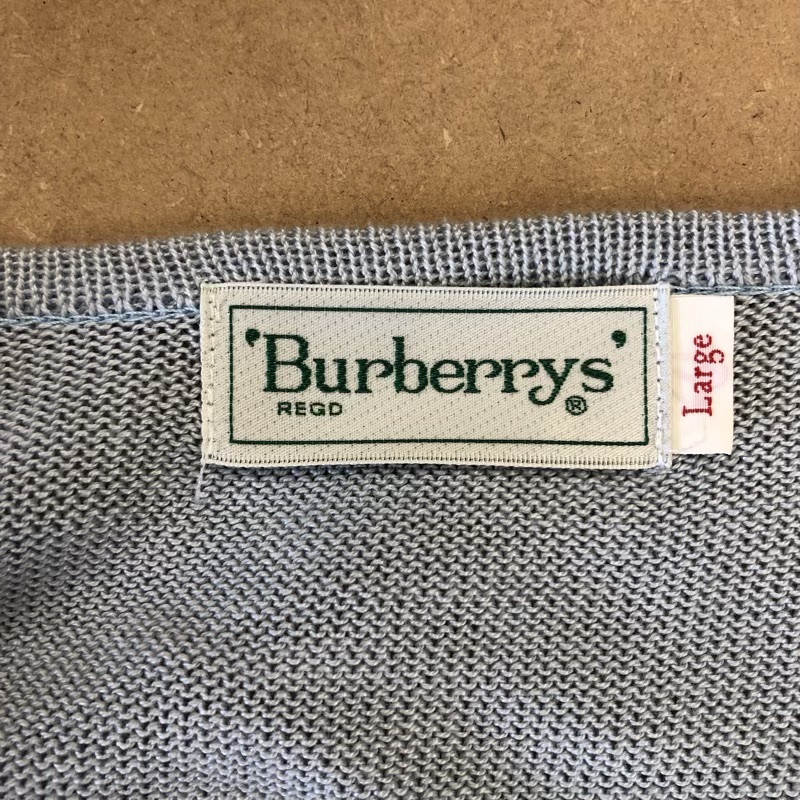 'Burberrys'
REGD ®
Large